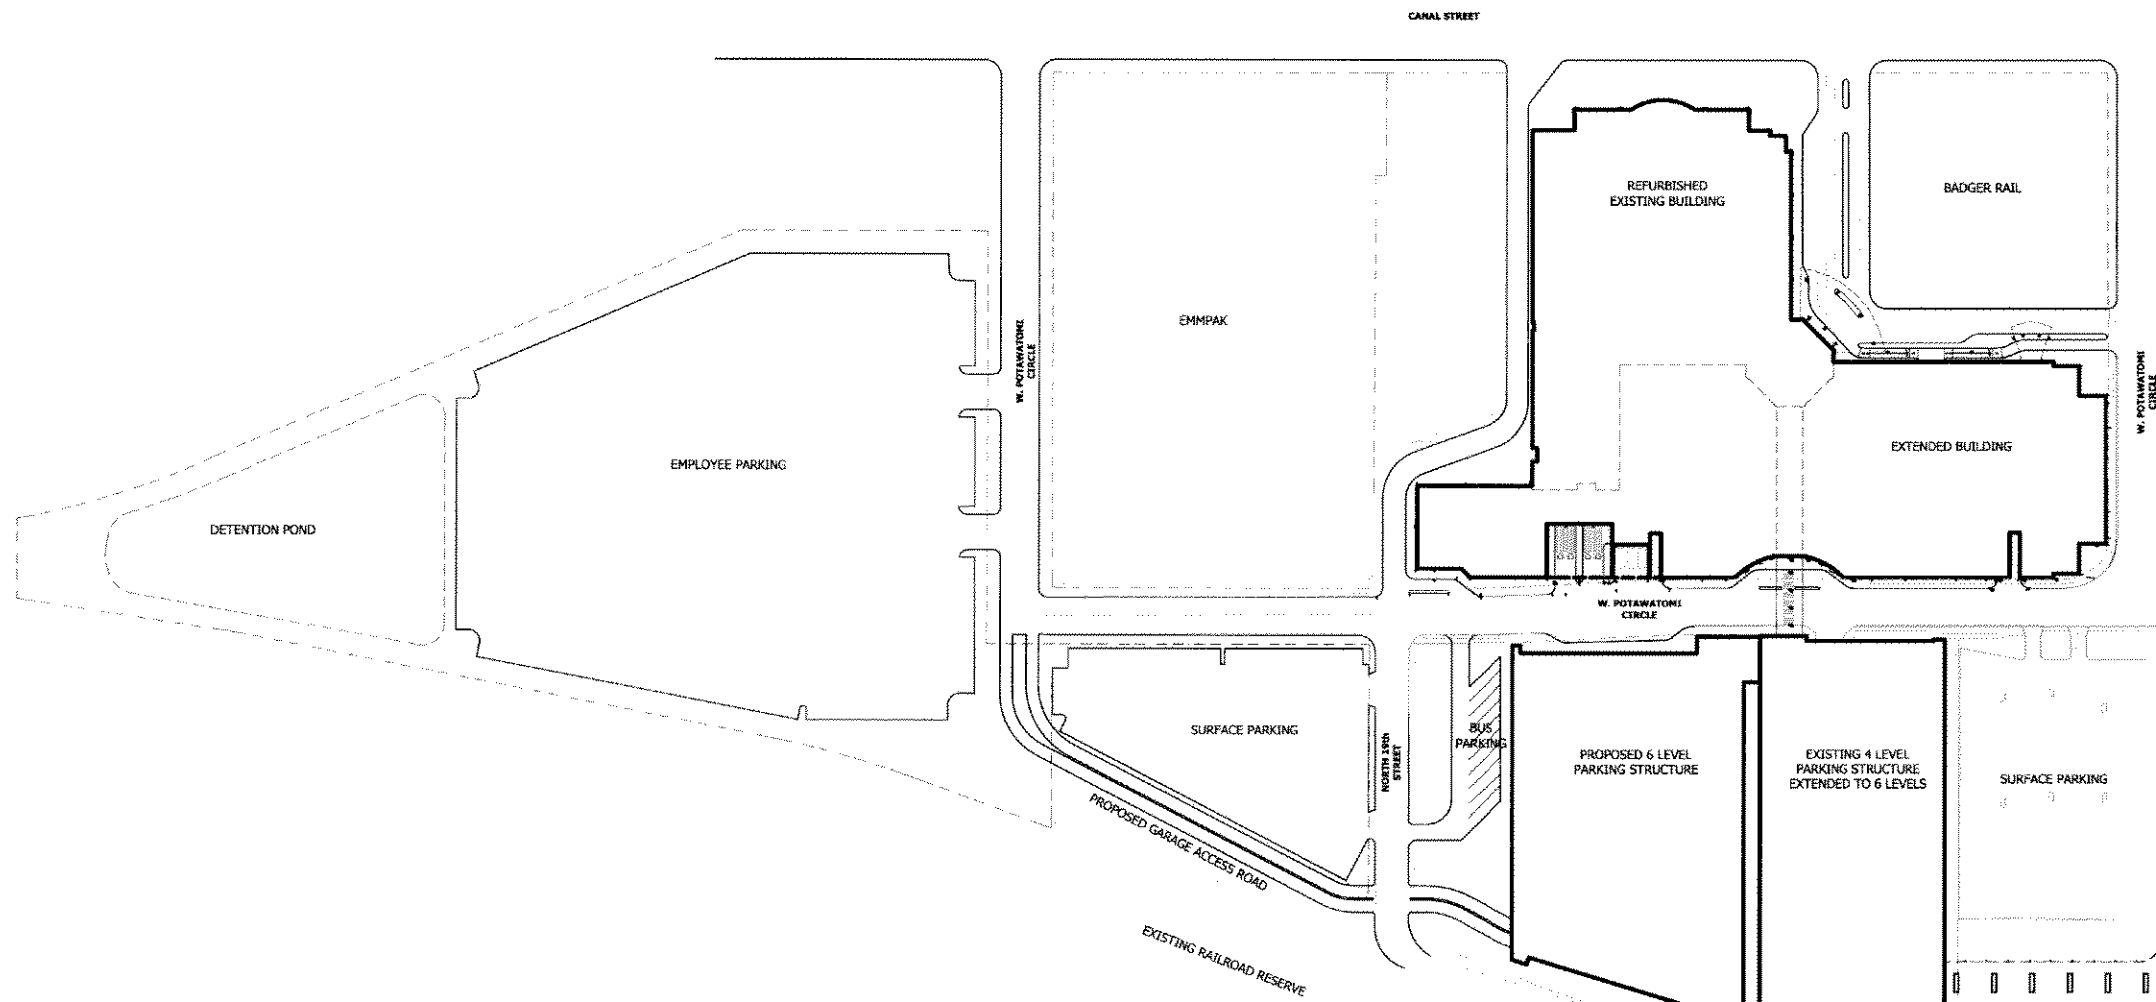 CANAL STREET
REFURBISHED
EXISTING BUILDING
BADGER RAIL
EMMPAK
W. POTAWATOMI
CIRCLE
W. POTAWATOMI
CIRCLE
EXTENDED BUILDING
EMPLOYEE PARKING
DETENTION POND
W. POTAWATOMI
CIRCLE
SURFACE PARKING
NORTH 19th
STREET
BUS
PARKING
PROPOSED 6 LEVEL
PARKING STRUCTURE
EXISTING 4 LEVEL
PARKING STRUCTURE
EXTENDED TO 6 LEVELS
SURFACE PARKING
PROPOSED GARAGE ACCESS ROAD
EXISTING RAILROAD RESERVE